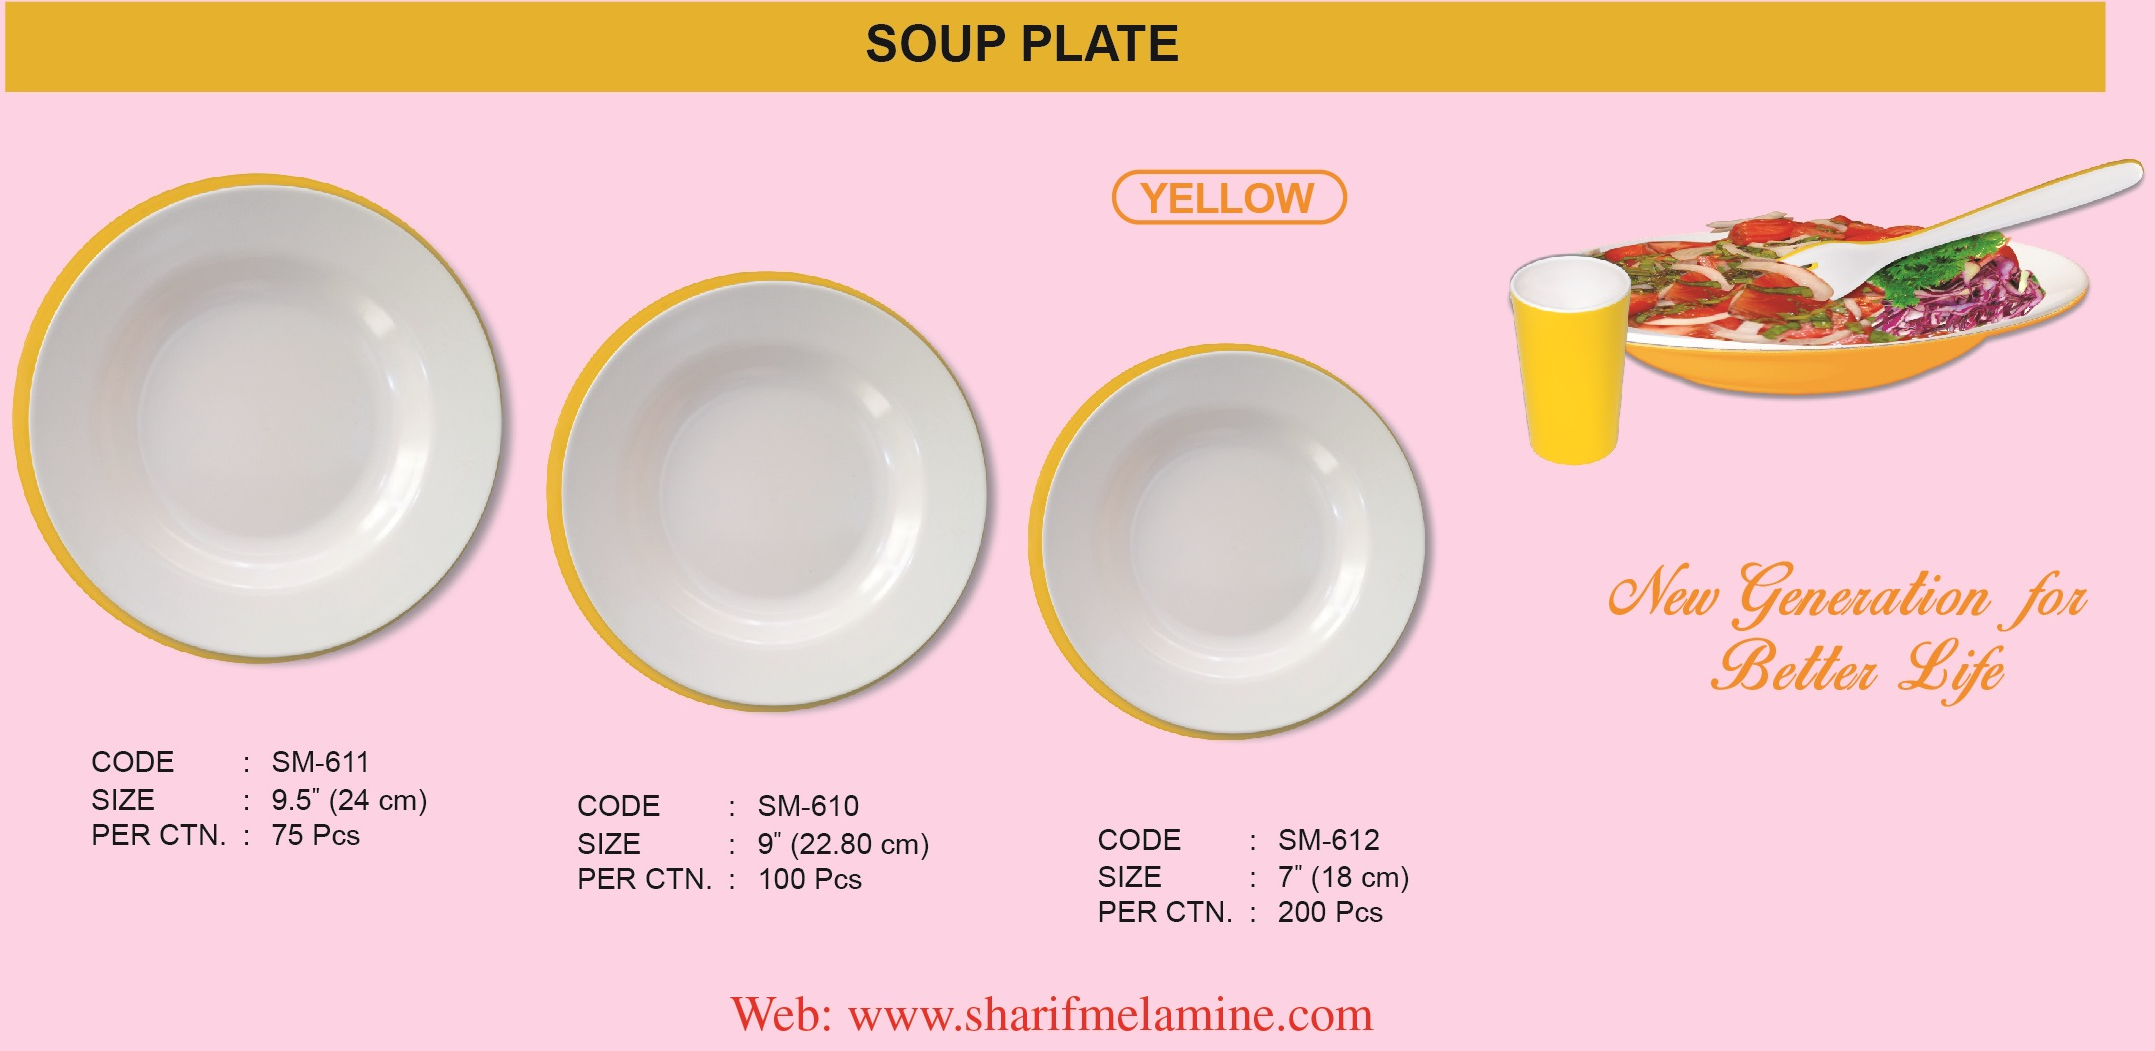 SOUP PLATE
YELLOW
New Generation for
Better Life
CODE : SM-611
SIZE : 9.5" (24 cm)
PER CTN. : 75 Pcs
CODE : SM-610
SIZE : 9" (22.80 cm)
PER CTN. : 100 Pcs
CODE : SM-612
SIZE : 7" (18 cm)
PER CTN. : 200 Pcs
Web: www.sharifmelamine.com